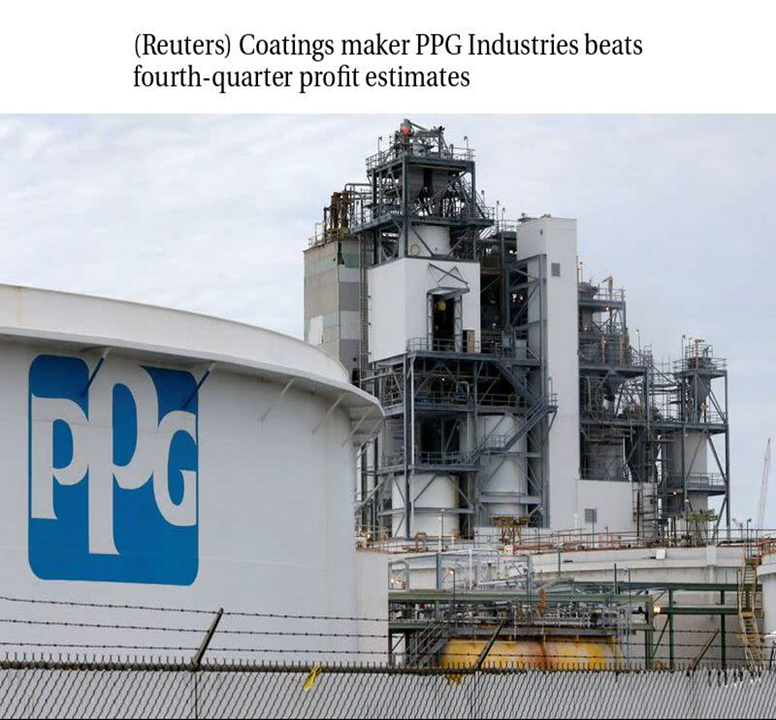 (Reuters) Coatings maker PPG Industries beats
fourth-quarter profit estimates
PPG